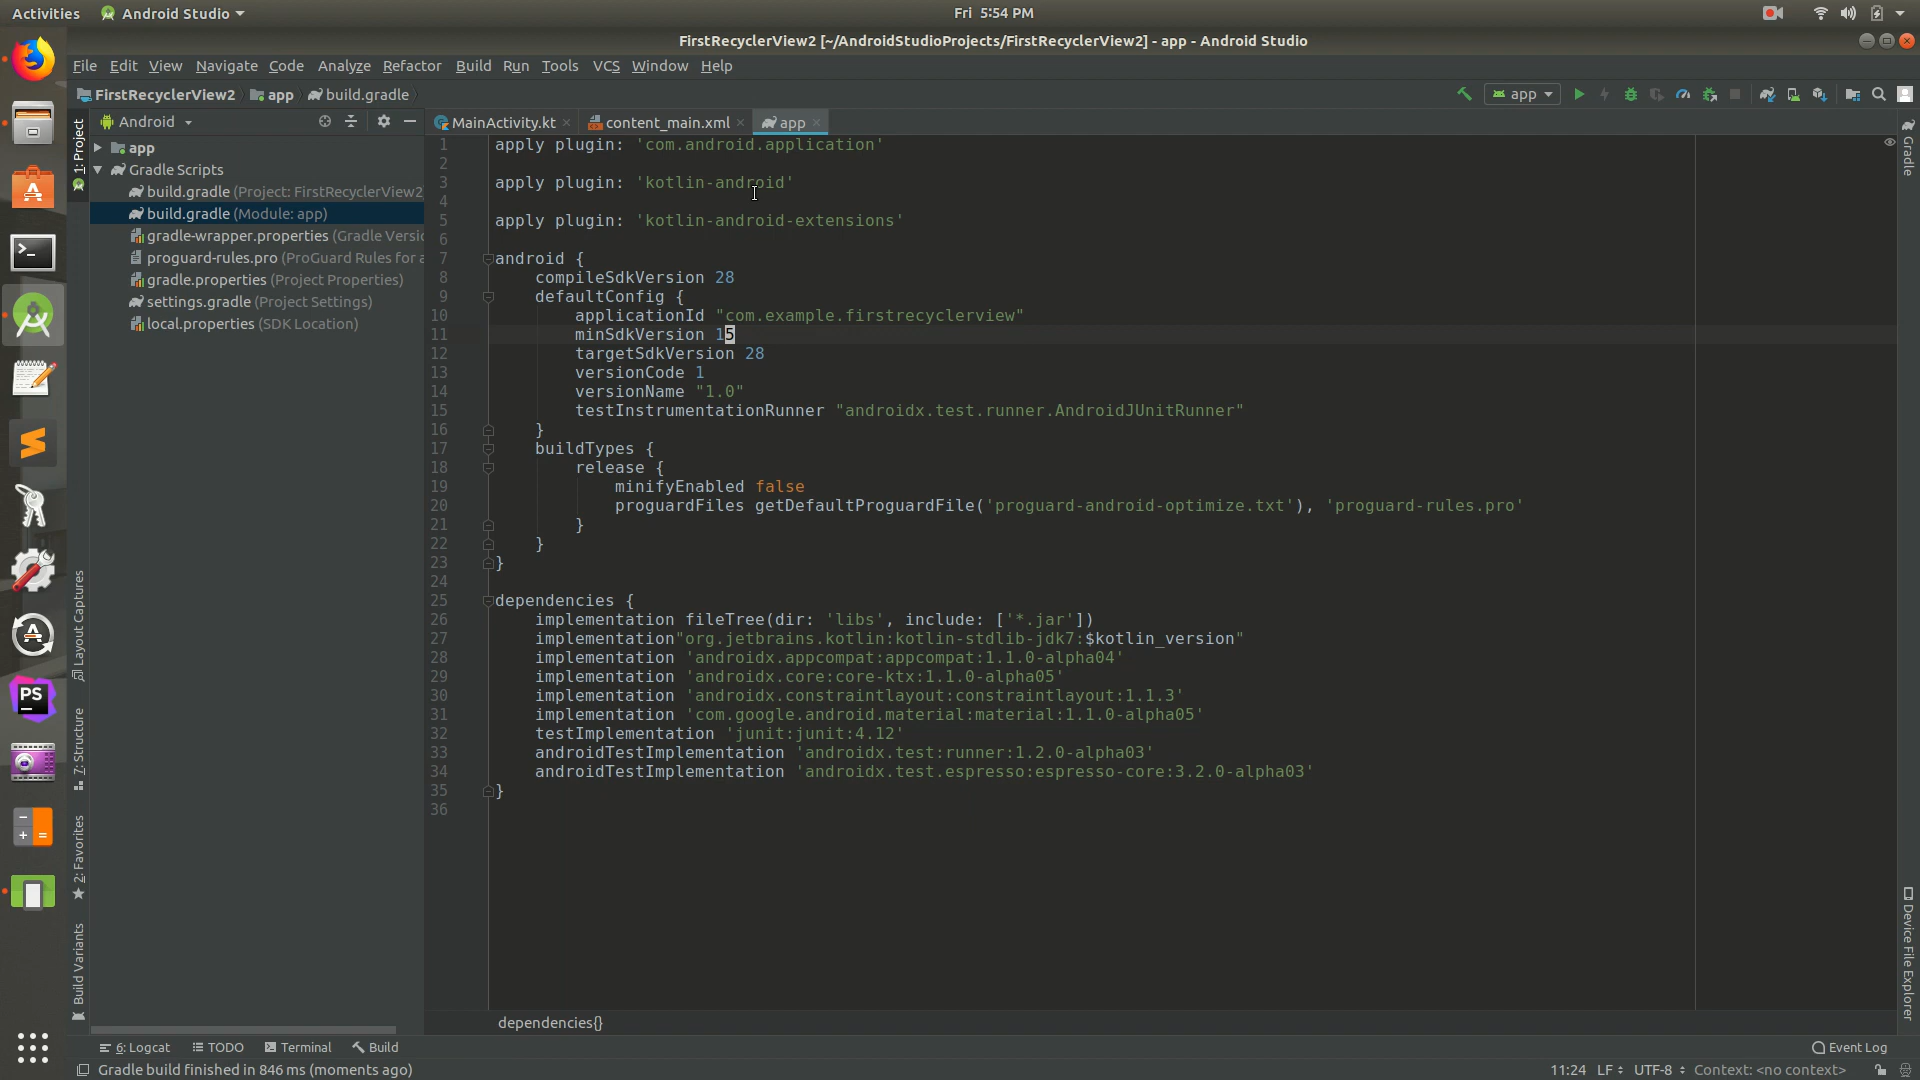 Activities Android Studio Fri 5:54 PM
FirstRecyclerView2 [~/AndroidStudioProjects/FirstRecyclerView2] - app - Android Studio
File Edit View Navigate Code Analyze Refactor Build Run Tools VCS Window Help
FirstRecyclerView2 app build.gradle app
Android MainActivity.kt content_main.xml app
1: Project
app
Gradle Scripts
build.gradle (Project: FirstRecyclerView2
build.gradle (Module: app)
gradle-wrapper.properties (Gradle Versic
proguard-rules.pro (ProGuard Rules for a
gradle.properties (Project Properties)
settings.gradle (Project Settings)
local.properties (SDK Location)
Layout Captures
7: Structure
2: Favorites
Build Variants
PS
1 apply plugin: 'com.android.application'
2
3 apply plugin: 'kotlin-android'
4
5 apply plugin: 'kotlin-android-extensions'
6
7 android {
8 compileSdkVersion 28
9 defaultConfig {
10 applicationId "com.example.firstrecyclerview"
11 minSdkVersion 15
12 targetSdkVersion 28
13 versionCode 1
14 versionName "1.0"
15 testInstrumentationRunner "androidx.test.runner.AndroidJUnitRunner"
16 }
17 buildTypes {
18 release {
19 minifyEnabled false
20 proguardFiles getDefaultProguardFile('proguard-android-optimize.txt'), 'proguard-rules.pro'
21 }
22 }
23 }
24
25 dependencies {
26 implementation fileTree(dir: 'libs', include: ['*.jar'])
27 implementation"org.jetbrains.kotlin:kotlin-stdlib-jdk7:$kotlin_version"
28 implementation 'androidx.appcompat:appcompat:1.1.0-alpha04'
29 implementation 'androidx.core:core-ktx:1.1.0-alpha05'
30 implementation 'androidx.constraintlayout:constraintlayout:1.1.3'
31 implementation 'com.google.android.material:material:1.1.0-alpha05'
32 testImplementation 'junit:junit:4.12'
33 androidTestImplementation 'androidx.test:runner:1.2.0-alpha03'
34 androidTestImplementation 'androidx.test.espresso:espresso-core:3.2.0-alpha03'
35 }
36
Gradle
Device File Explorer
dependencies{}
6: Logcat TODO Terminal Build Event Log
Gradle build finished in 846 ms (moments ago) 11:24 LF UTF-8 Context: <no context>